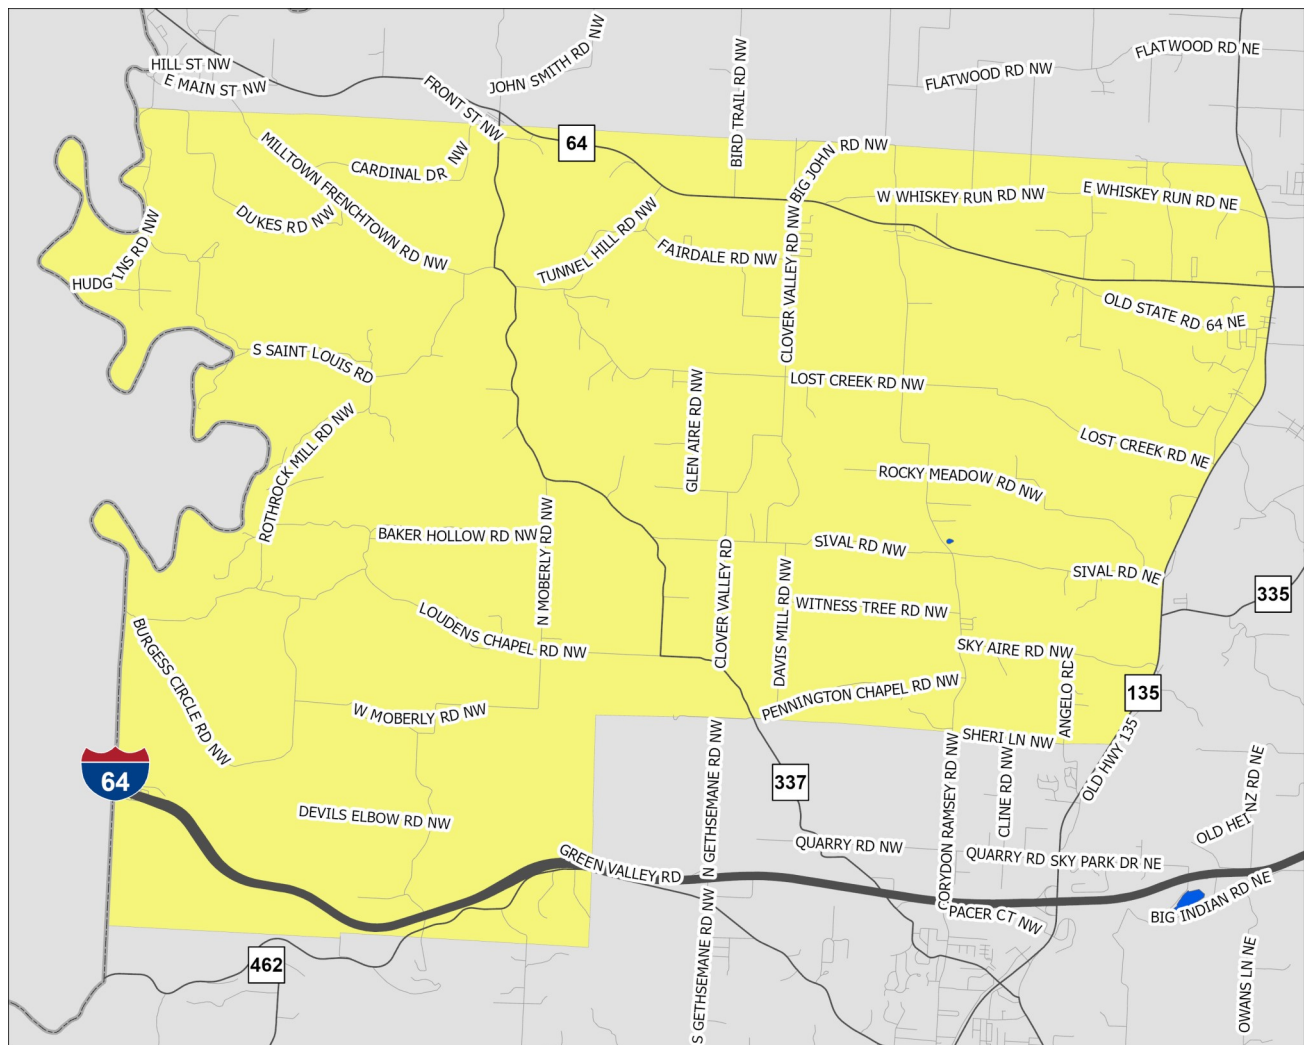 FLATWOOD RD NE
HILL ST NW
E MAIN ST NW
JOHN SMITH RD NW
FLATWOOD RD NW
FRONT ST NW
BIRD TRAIL RD NW
64
MILLTOWN FRENCHTOWN RD NW
CARDINAL DR NW
BIG JOHN RD NW
W WHISKEY RUN RD NW
E WHISKEY RUN RD NE
DUKES RD NW
HUDGINS RD NW
TUNNEL HILL RD NW
FAIRDALE RD NW
CLOVER VALLEY RD NW
OLD STATE RD 64 NE
S SAINT LOUIS RD
LOST CREEK RD NW
GLEN AIRE RD NW
ROTHROCK MILL RD NW
LOST CREEK RD NE
ROCKY MEADOW RD NW
BAKER HOLLOW RD NW
N MOBERLY RD NW
SIVAL RD NW
SIVAL RD NE
CLOVER VALLEY RD
DAVIS MILL RD NW
WITNESS TREE RD NW
335
LOUDENS CHAPEL RD NW
BURGESS CIRCLE RD NW
SKY AIRE RD NW
ANGELO RD
135
PENNINGTON CHAPEL RD NW
W MOBERLY RD NW
SHERI LN NW
OLD HWY 135
64
337
N GETHSEMANE RD NW
CORYDON RAMSEY RD NW
CLINE RD NW
OLD HEINZ RD NE
DEVILS ELBOW RD NW
GREEN VALLEY RD
QUARRY RD NW
QUARRY RD
SKY PARK DR NE
BIG INDIAN RD NE
PACER CT NW
S GETHSEMANE RD NW
462
OWANS LN NE